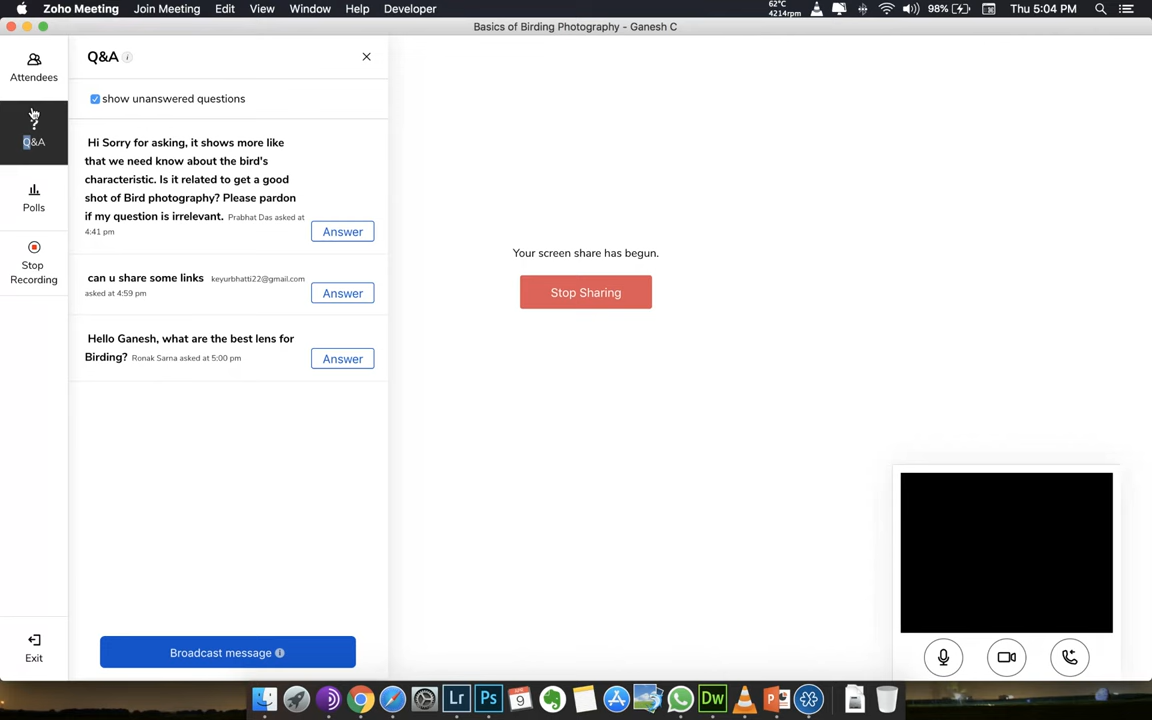 Zoho Meeting Join Meeting Edit View Window Help Developer 62°C 4214rpm 98% Thu 5:04 PM
Basics of Birding Photography - Ganesh C
Attendees
Q&A
Polls
Stop
Recording
Exit
Q&A
show unanswered questions
Hi Sorry for asking, it shows more like
that we need know about the bird's
characteristic. Is it related to get a good
shot of Bird photography? Please pardon
if my question is irrelevant. Prabhat Das asked at
4:41 pm
Answer
can u share some links keyurbhatti22@gmail.com
asked at 4:59 pm
Answer
Hello Ganesh, what are the best lens for
Birding? Ronak Sarna asked at 5:00 pm
Answer
Broadcast message
Your screen share has begun.
Stop Sharing
Lr Ps 9 Dw